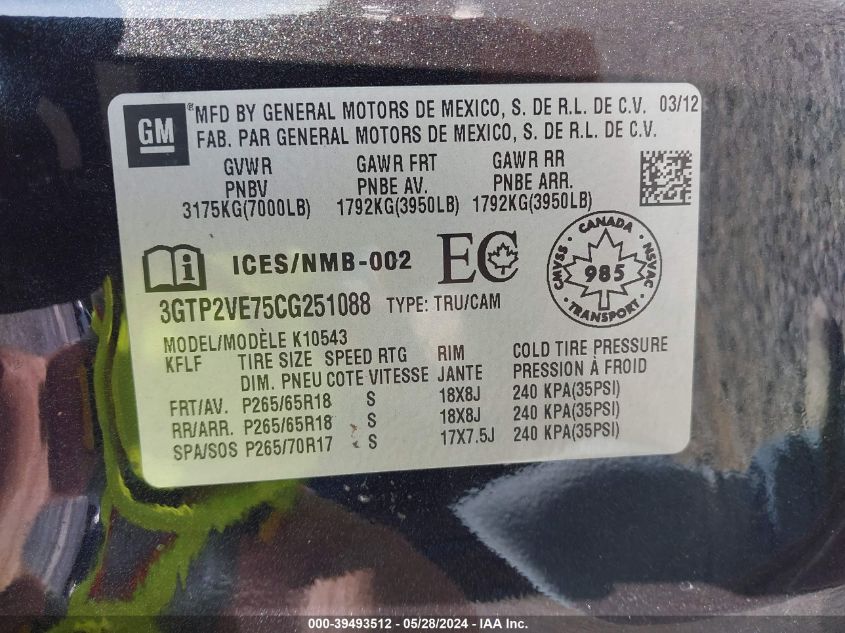 GM
®MFD BY GENERAL MOTORS DE MEXICO, S. DE R.L. DE C.V. 03/12
FAB. PAR GENERAL MOTORS DE MEXICO, S. DE R.L. DE C.V.
GVWR GAWR FRT GAWR RR
PNBV PNBE AV. PNBE ARR.
3175KG(7000LB) 1792KG(3950LB) 1792KG(3950LB)
i ICES/NMB-002 EC
CANADA
CMVSS 985 NSVAC
TRANSPORT
3GTP2VE75CG251088 TYPE: TRU/CAM
MODEL/MODÈLE K10543
KFLF TIRE SIZE SPEED RTG RIM COLD TIRE PRESSURE
DIM. PNEU COTE VITESSE JANTE PRESSION À FROID
FRT/AV. P265/65R18 S 18X8J 240 KPA(35PSI)
RR/ARR. P265/65R18 S 18X8J 240 KPA(35PSI)
SPA/SOS P265/70R17 S 17X7.5J 240 KPA(35PSI)
000-39493512 - 05/28/2024 - IAA Inc.